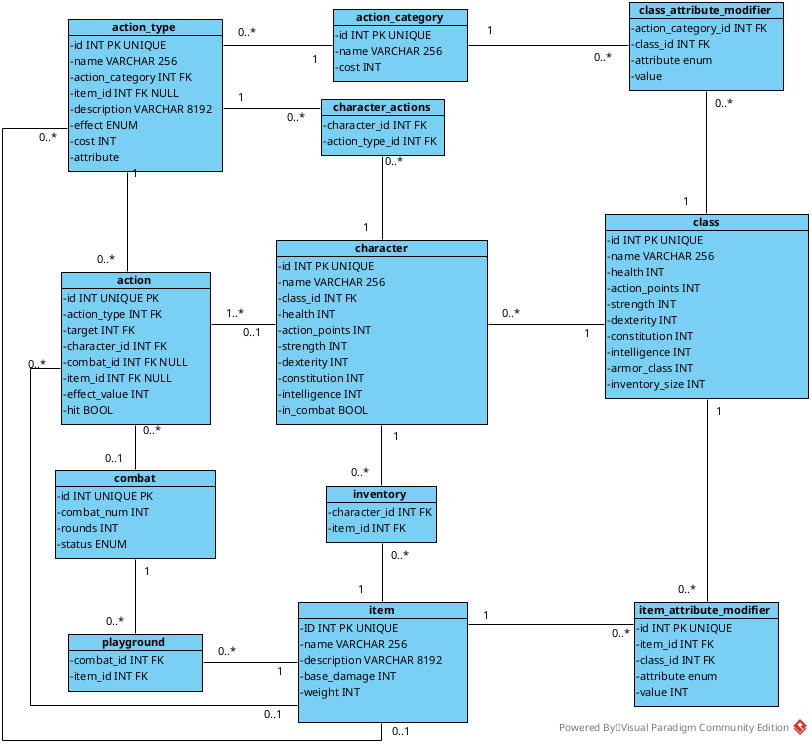 action_type
-id INT PK UNIQUE
-name VARCHAR 256
-action_category INT FK
-item_id INT FK NULL
-description VARCHAR 8192
-effect ENUM
-cost INT
-attribute
0..*
1
action_category
-id INT PK UNIQUE
-name VARCHAR 256
-cost INT
1
0..*
class_attribute_modifier
-action_category_id INT FK
-class_id INT FK
-attribute enum
-value
1
0..*
character_actions
-character_id INT FK
-action_type_id INT FK
0..*
0..*
1
0..*
1
0..*
1
0..*
1
action
-id INT UNIQUE PK
-action_type INT FK
-target INT FK
-character_id INT FK
-combat_id INT FK NULL
-item_id INT FK NULL
-effect_value INT
-hit BOOL
1..*
0..1
character
-id INT PK UNIQUE
-name VARCHAR 256
-class_id INT FK
-health INT
-action_points INT
-strength INT
-dexterity INT
-constitution INT
-intelligence INT
-in_combat BOOL
0..*
1
class
-id INT PK UNIQUE
-name VARCHAR 256
-health INT
-action_points INT
-strength INT
-dexterity INT
-constitution INT
-intelligence INT
-armor_class INT
-inventory_size INT
0..*
0..*
0..1
1
0..*
1
combat
-id INT UNIQUE PK
-combat_num INT
-rounds INT
-status ENUM
inventory
-character_id INT FK
-item_id INT FK
1
0..*
0..*
1
0..*
playground
-combat_id INT FK
-item_id INT FK
0..*
1
item
-ID INT PK UNIQUE
-name VARCHAR 256
-description VARCHAR 8192
-base_damage INT
-weight INT
1
0..*
item_attribute_modifier
-id INT PK UNIQUE
-item_id INT FK
-class_id INT FK
-attribute enum
-value INT
0..1
0..1
Powered By Visual Paradigm Community Edition